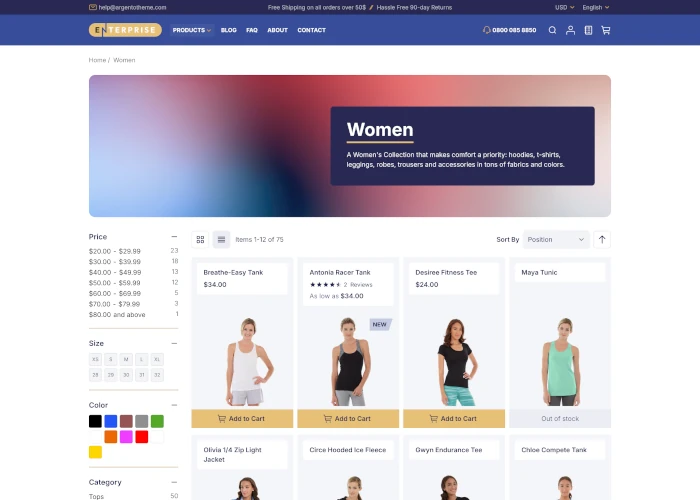 help@argentotheme.com
Free Shipping on all orders over 50$ 🚀 Hassle Free 90-day Returns
USD
English
ENTERPRISE
PRODUCTS
BLOG
FAQ
ABOUT
CONTACT
0800 085 8850
Home / Women
Women
A Women's Collection that makes comfort a priority: hoodies, t-shirts,
leggings, robes, trousers and accessories in tons of fabrics and colors.
Price
$20.00 - $29.99 23
$30.00 - $39.99 18
$40.00 - $49.99 13
$50.00 - $59.99 12
$60.00 - $69.99 5
$70.00 - $79.99 3
$80.00 and above 1
Size
XS S M L XL
28 29 30 31 32
Color
Category
Tops 50
Items 1-12 of 75
Sort By
Position
Breathe-Easy Tank
$34.00
Add to Cart
Antonia Racer Tank
2 Reviews
As low as $34.00
NEW
Add to Cart
Desiree Fitness Tee
$24.00
Add to Cart
Maya Tunic
Out of stock
Olivia 1/4 Zip Light
Jacket
Circe Hooded Ice Fleece
Gwyn Endurance Tee
Chloe Compete Tank